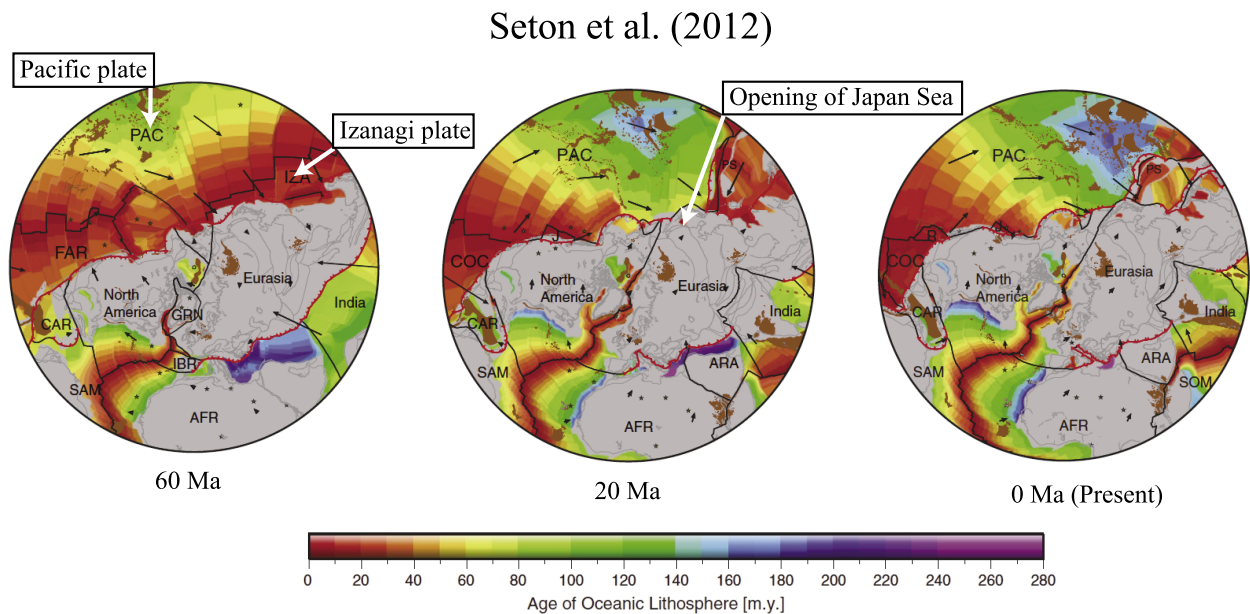 Seton et al. (2012)
Pacific plate
Izanagi plate
Opening of Japan Sea
PAC
IZA
FAR
North
America
GRN
Eurasia
India
CAR
IBR
SAM
AFR
60 Ma
PAC
PS
J
COC
North
America
Eurasia
India
CAR
SAM
ARA
AFR
20 Ma
PAC
PS
COC
North
America
Eurasia
India
CAR
SAM
ARA
SOM
AFR
0 Ma (Present)
0 20 40 60 80 100 120 140 160 180 200 220 240 260 280
Age of Oceanic Lithosphere [m.y.]